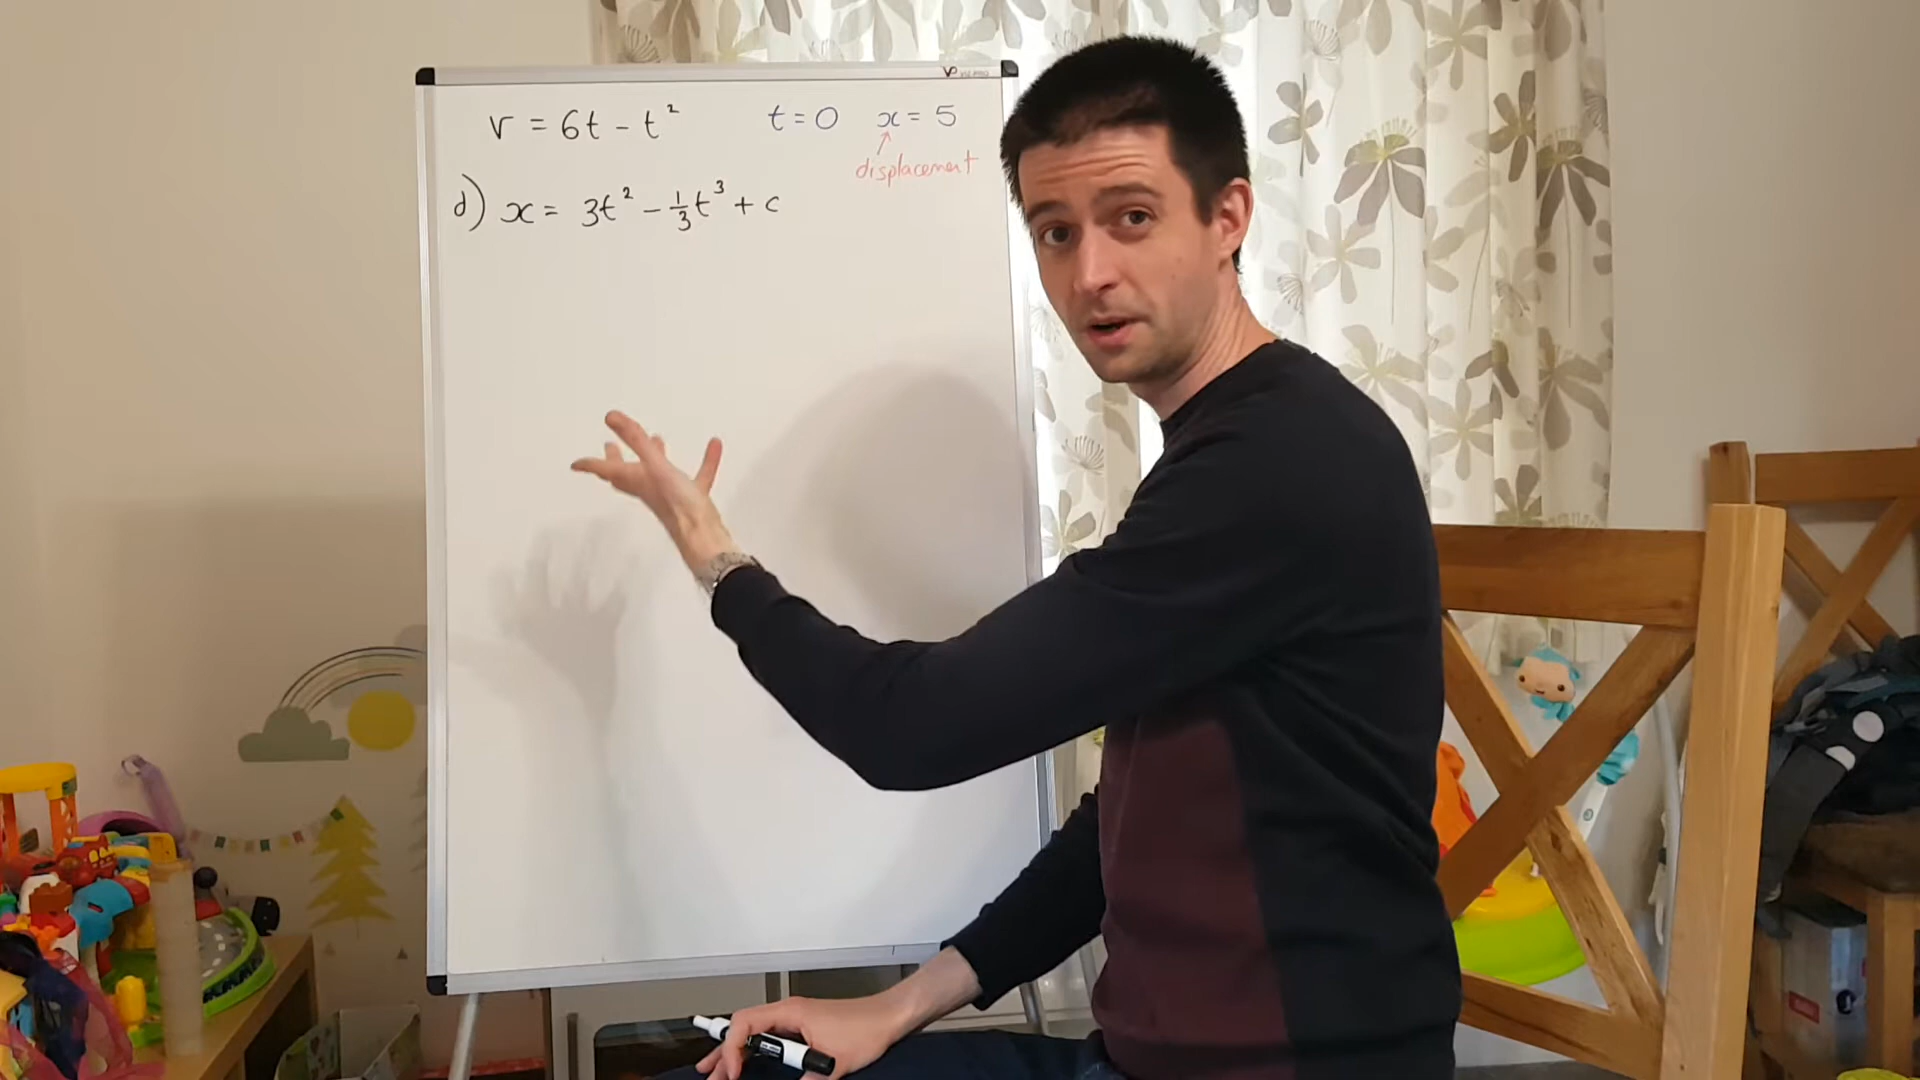 v = 6t - t² t = 0 x = 5
displacement
d) x = 3t² - ⅓t³ + c